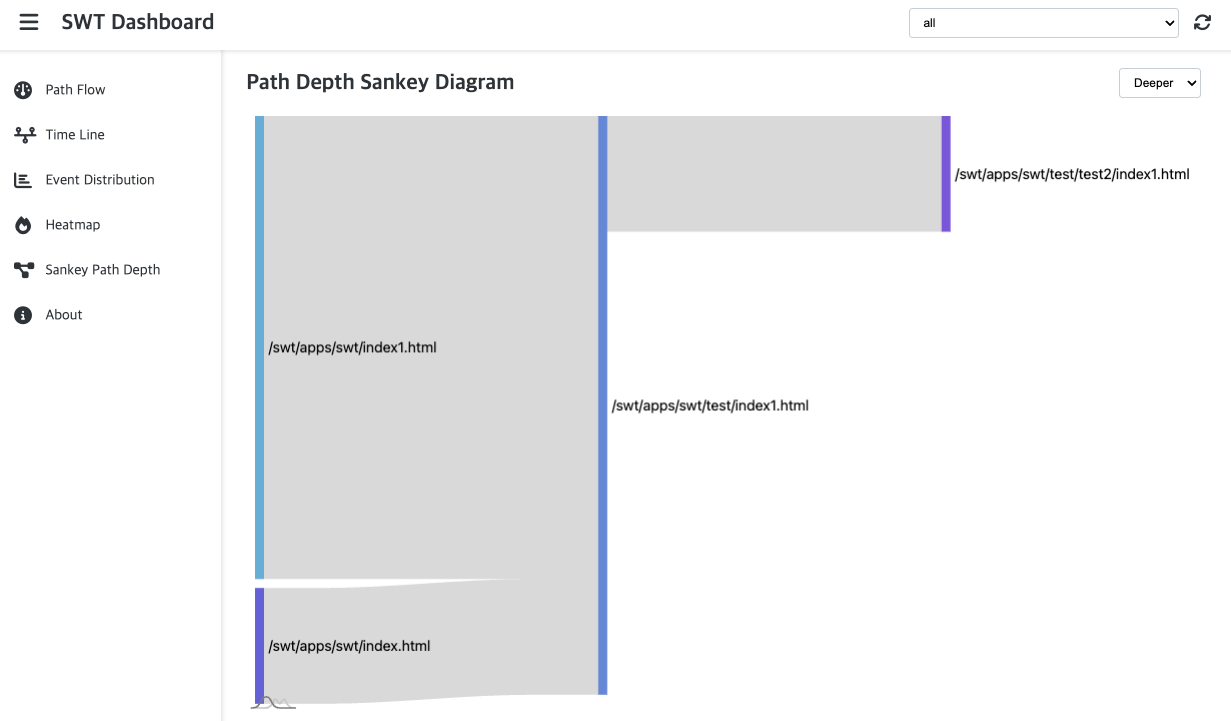 SWT Dashboard
all
Path Flow
Time Line
Event Distribution
Heatmap
Sankey Path Depth
About
Path Depth Sankey Diagram
Deeper
/swt/apps/swt/test/test2/index1.html
/swt/apps/swt/index1.html
/swt/apps/swt/test/index1.html
/swt/apps/swt/index.html